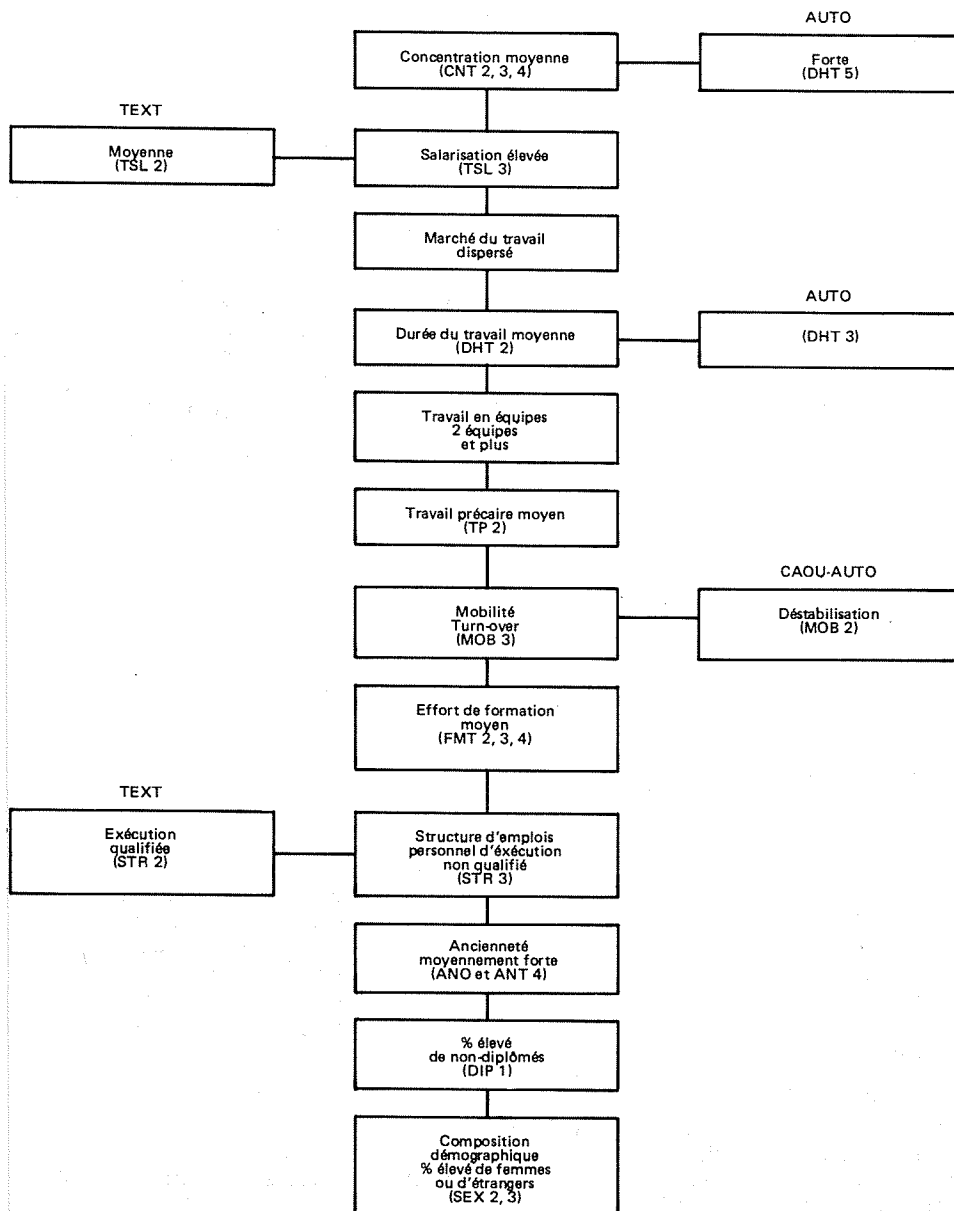 AUTO
Concentration moyenne
(CNT 2, 3, 4)
Forte
(DHT 5)
TEXT
Moyenne
(TSL 2)
Salarisation élevée
(TSL 3)
Marché du travail
dispersé
AUTO
Durée du travail moyenne
(DHT 2)
(DHT 3)
Travail en équipes
2 équipes
et plus
Travail précaire moyen
(TP 2)
CAOU-AUTO
Mobilité
Turn-over
(MOB 3)
Déstabilisation
(MOB 2)
Effort de formation
moyen
(FMT 2, 3, 4)
TEXT
Exécution
qualifiée
(STR 2)
Structure d'emplois
personnel d'éxécution
non qualifié
(STR 3)
Ancienneté
moyennement forte
(ANO et ANT 4)
% élevé
de non-diplômés
(DIP 1)
Composition
démographique
% élevé de femmes
ou d'étrangers
(SEX 2, 3)